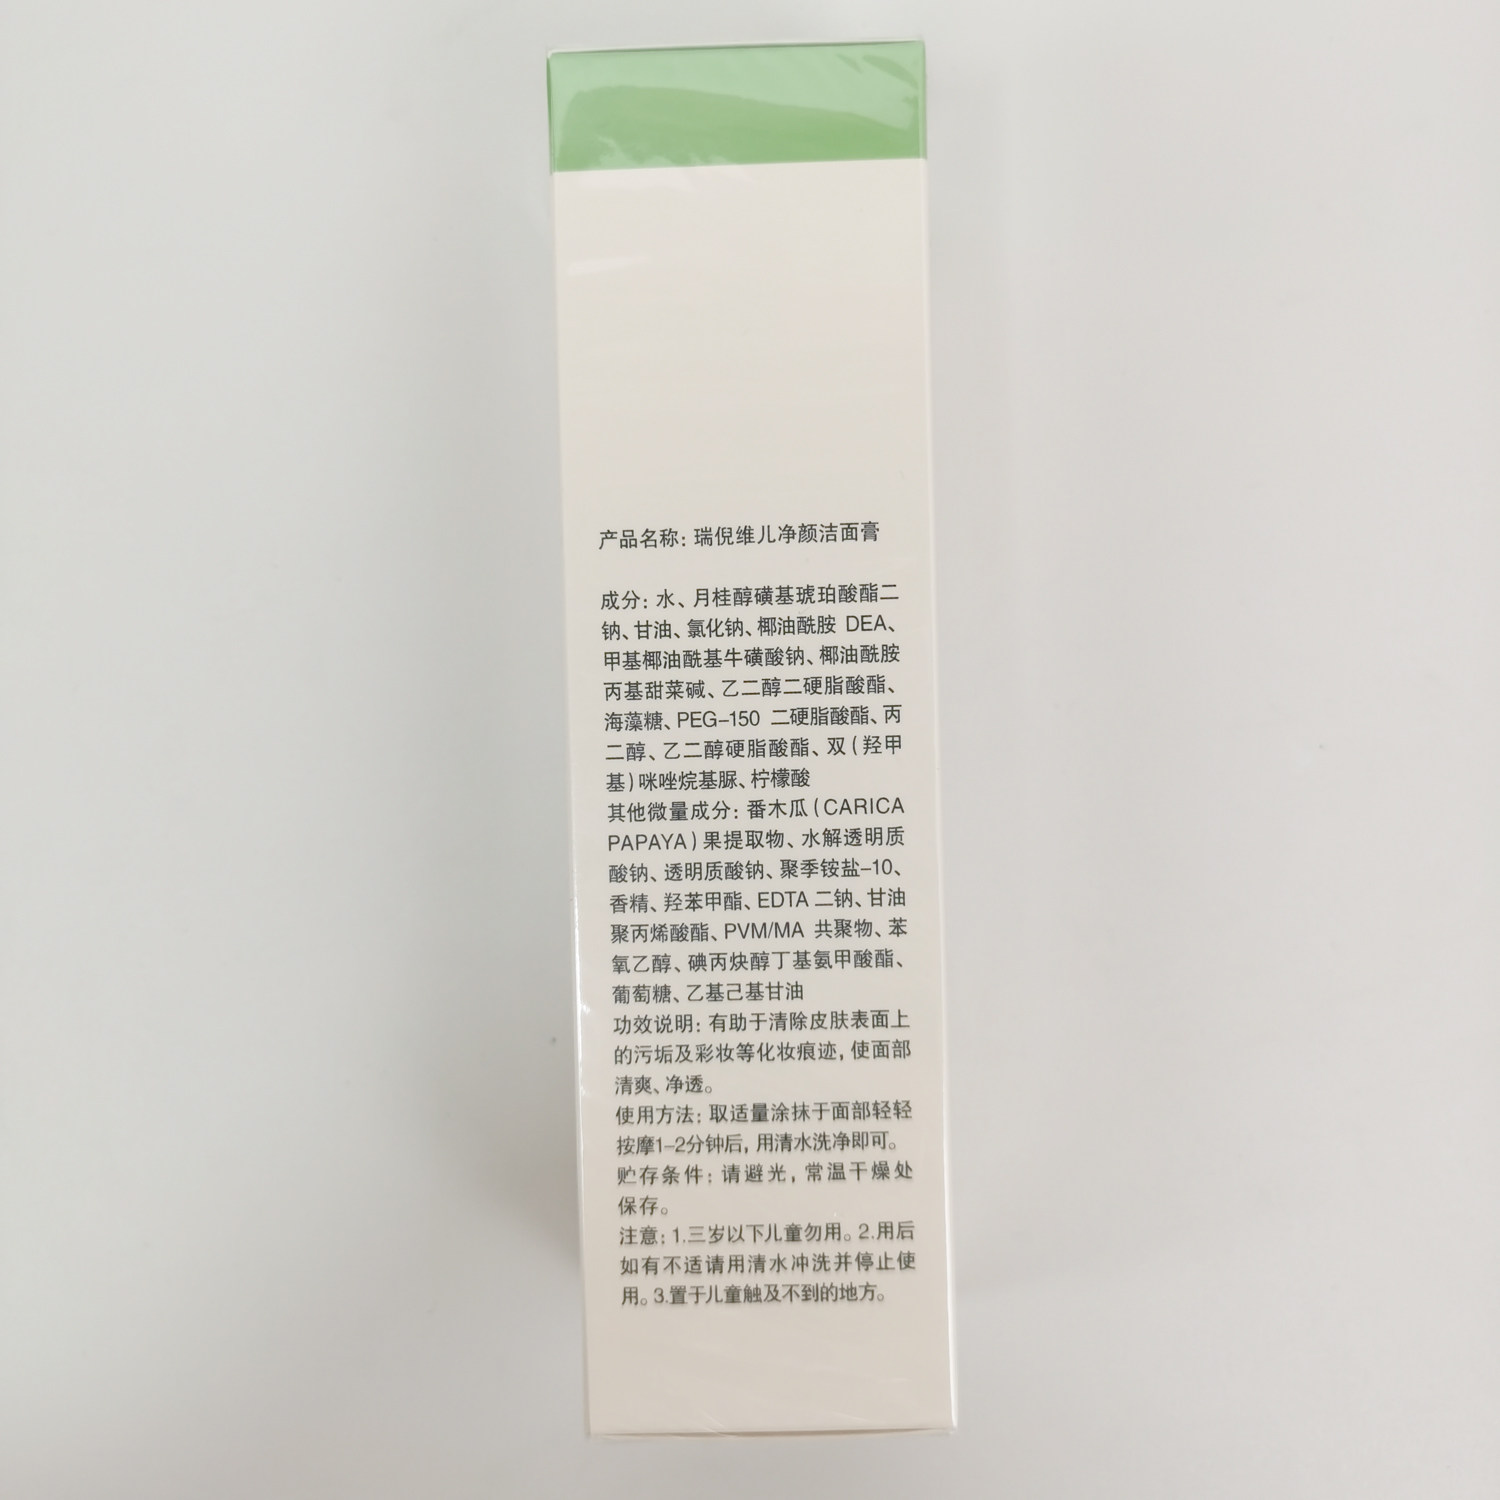 产品名称：瑞倪维儿净颜洁面膏
成分：水、月桂醇磺基琥珀酸酯二
钠、甘油、氯化钠、椰油酰胺 DEA、
甲基椰油酰基牛磺酸钠、椰油酰胺
丙基甜菜碱、乙二醇二硬脂酸酯、
海藻糖、PEG-150 二硬脂酸酯、丙
二醇、乙二醇硬脂酸酯、双（羟甲
基）咪唑烷基脲、柠檬酸
其他微量成分：番木瓜（CARICA
PAPAYA）果提取物、水解透明质
酸钠、透明质酸钠、聚季铵盐-10、
香精、羟苯甲酯、EDTA 二钠、甘油
聚丙烯酸酯、PVM/MA 共聚物、苯
氧乙醇、碘丙炔醇丁基氨甲酸酯、
葡萄糖、乙基己基甘油
功效说明：有助于清除皮肤表面上
的污垢及彩妆等化妆痕迹，使面部
清爽、净透。
使用方法：取适量涂抹于面部轻轻
按摩1-2分钟后，用清水洗净即可。
贮存条件：请避光，常温干燥处
保存。
注意：1.三岁以下儿童勿用。2.用后
如有不适请用清水冲洗并停止使
用。3.置于儿童触及不到的地方。